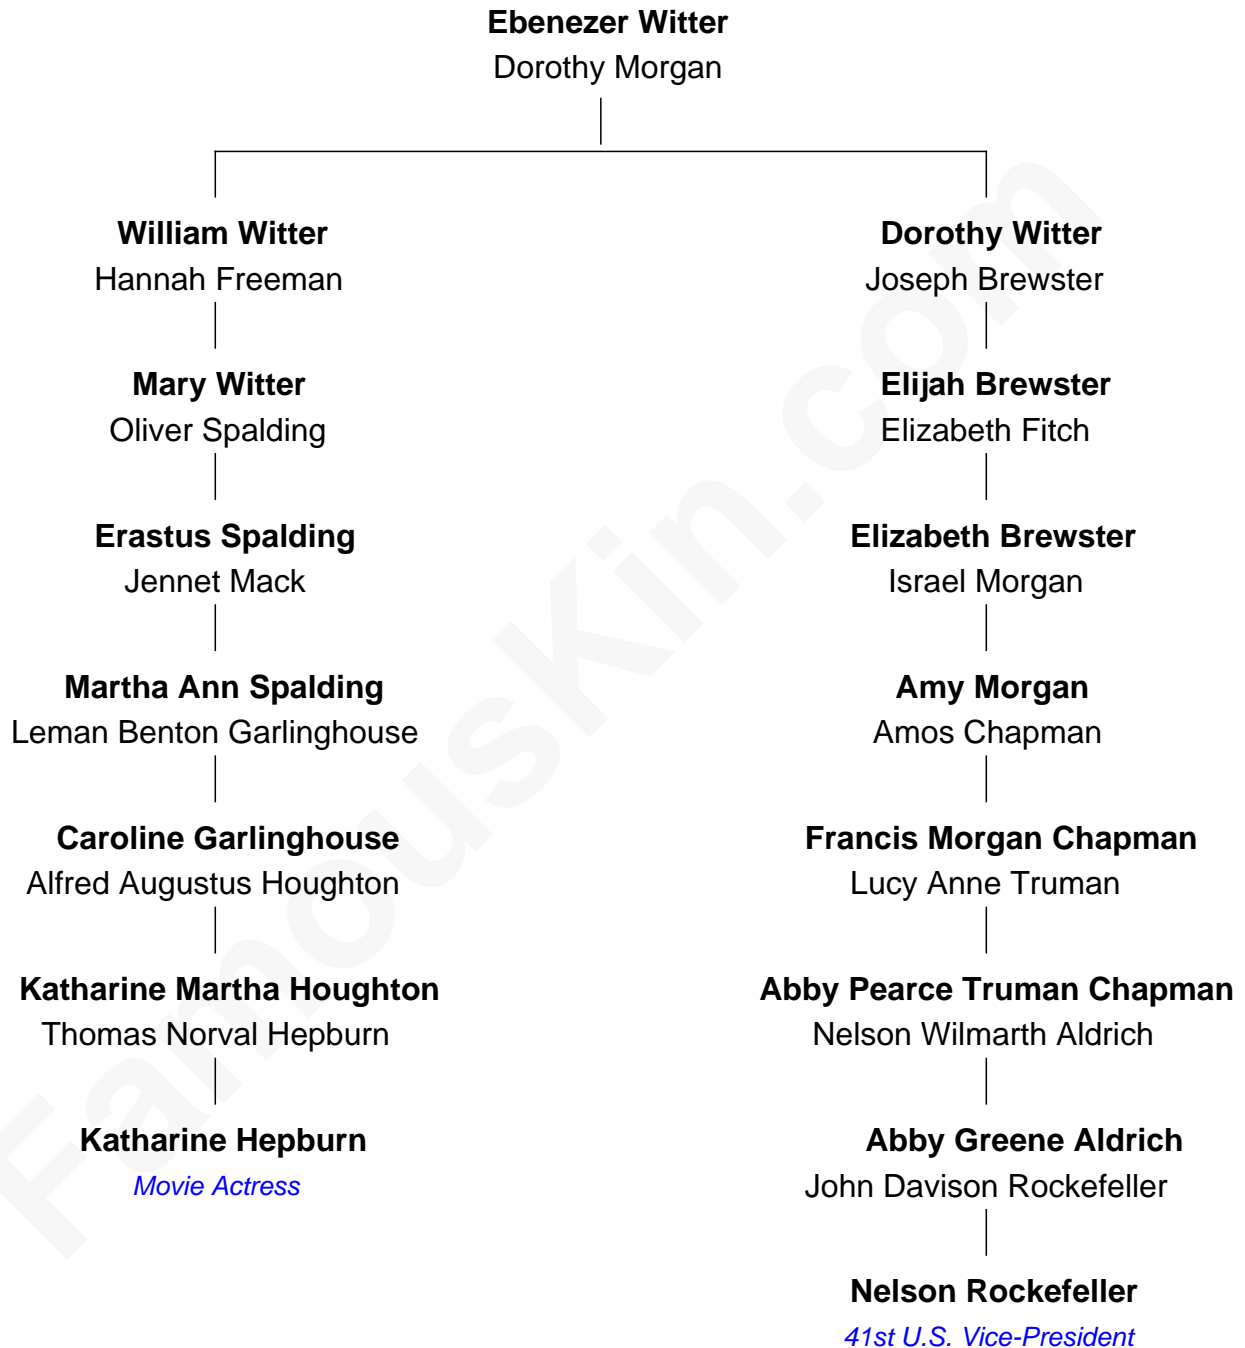 Ebenezer Witter
Dorothy Morgan
William Witter
Hannah Freeman
Mary Witter
Oliver Spalding
Erastus Spalding
Jennet Mack
Martha Ann Spalding
Leman Benton Garlinghouse
Caroline Garlinghouse
Alfred Augustus Houghton
Katharine Martha Houghton
Thomas Norval Hepburn
Katharine Hepburn
Movie Actress
Dorothy Witter
Joseph Brewster
Elijah Brewster
Elizabeth Fitch
Elizabeth Brewster
Israel Morgan
Amy Morgan
Amos Chapman
Francis Morgan Chapman
Lucy Anne Truman
Abby Pearce Truman Chapman
Nelson Wilmarth Aldrich
Abby Greene Aldrich
John Davison Rockefeller
Nelson Rockefeller
41st U.S. Vice-President
FamousKin.com